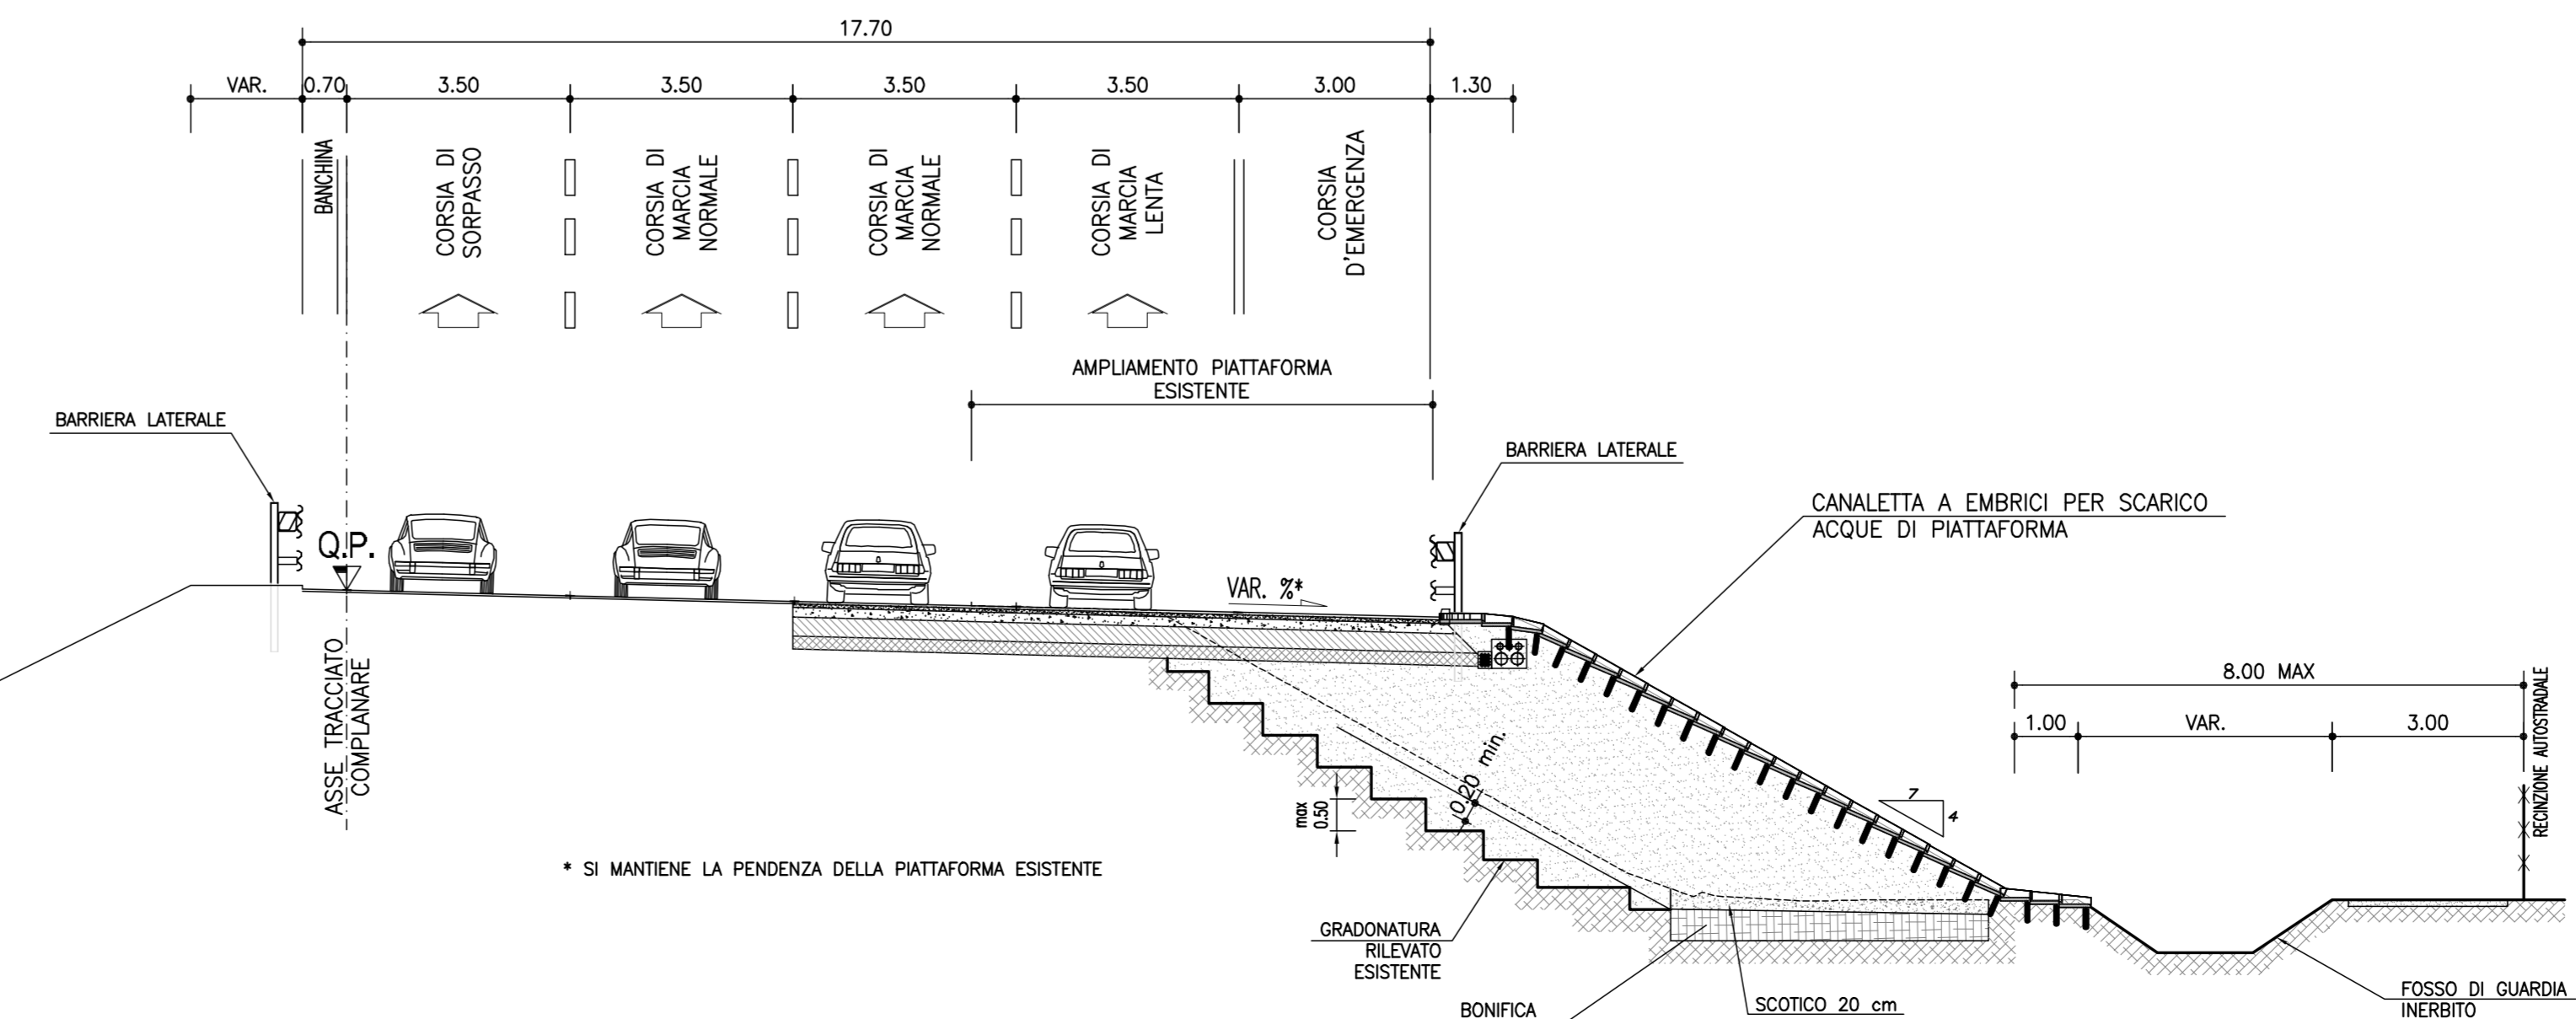 17.70
VAR. 0.70 3.50 3.50 3.50 3.50 3.00 1.30
BANCHINA
CORSIA DI
SORPASSO
CORSIA DI
MARCIA
NORMALE
CORSIA DI
MARCIA
NORMALE
CORSIA DI
MARCIA
LENTA
CORSIA
D'EMERGENZA
AMPLIAMENTO PIATTAFORMA
ESISTENTE
BARRIERA LATERALE
BARRIERA LATERALE
CANALETTA A EMBRICI PER SCARICO
ACQUE DI PIATTAFORMA
Q.P.
VAR. %*
ASSE TRACCIATO
COMPLANARE
8.00 MAX
1.00 VAR. 3.00
RECINZIONE AUTOSTRADALE
0.20 min.
max
0.50
7
4
* SI MANTIENE LA PENDENZA DELLA PIATTAFORMA ESISTENTE
GRADONATURA
RILEVATO
ESISTENTE
BONIFICA
SCOTICO 20 cm
FOSSO DI GUARDIA
INERBITO